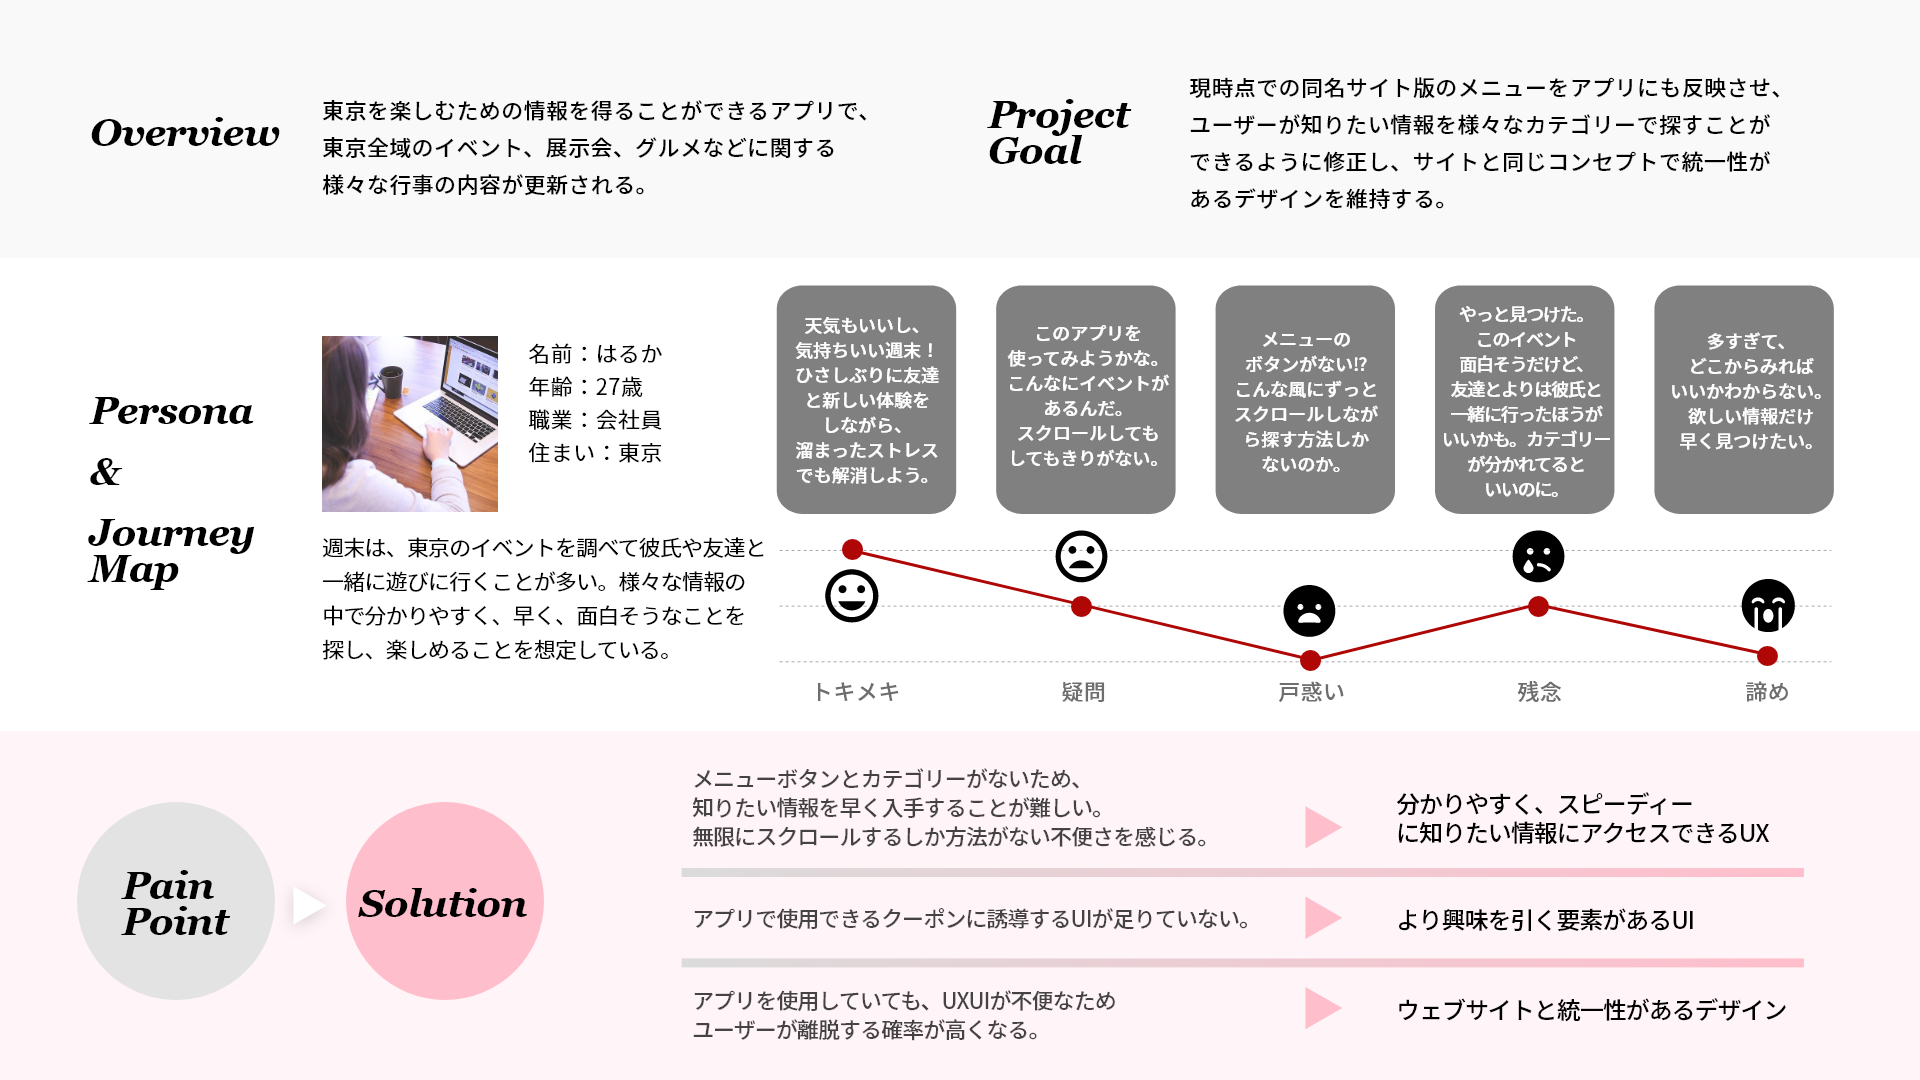 Overview
東京を楽しむための情報を得ることができるアプリで、
東京全域のイベント、展示会、グルメなどに関する
様々な行事の内容が更新される。
Project
Goal
現時点での同名サイト版のメニューをアプリにも反映させ、
ユーザーが知りたい情報を様々なカテゴリーで探すことが
できるように修正し、サイトと同じコンセプトで統一性が
あるデザインを維持する。
Persona
&
Journey
Map
名前：はるか
年齢：27歳
職業：会社員
住まい：東京
週末は、東京のイベントを調べて彼氏や友達と
一緒に遊びに行くことが多い。様々な情報の
中で分かりやすく、早く、面白そうなことを
探し、楽しめることを想定している。
天気もいいし、
気持ちいい週末！
ひさしぶりに友達
と新しい体験を
しながら、
溜まったストレス
でも解消しよう。
このアプリを
使ってみようかな。
こんなにイベントが
あるんだ。
スクロールしても
してもきりがない。
メニューの
ボタンがない!?
こんな風にずっと
スクロールしなが
ら探す方法しか
ないのか。
やっと見つけた。
このイベント
面白そうだけど、
友達とよりは彼氏と
一緒に行ったほうが
いいかも。カテゴリー
が分かれてると
いいのに。
多すぎて、
どこからみれば
いいかわからない。
欲しい情報だけ
早く見つけたい。
トキメキ
疑問
戸惑い
残念
諦め
Pain
Point
Solution
メニューボタンとカテゴリーがないため、
知りたい情報を早く入手することが難しい。
無限にスクロールするしか方法がない不便さを感じる。
分かりやすく、スピーディー
に知りたい情報にアクセスできるUX
アプリで使用できるクーポンに誘導するUIが足りていない。
より興味を引く要素があるUI
アプリを使用していても、UXUIが不便なため
ユーザーが離脱する確率が高くなる。
ウェブサイトと統一性があるデザイン